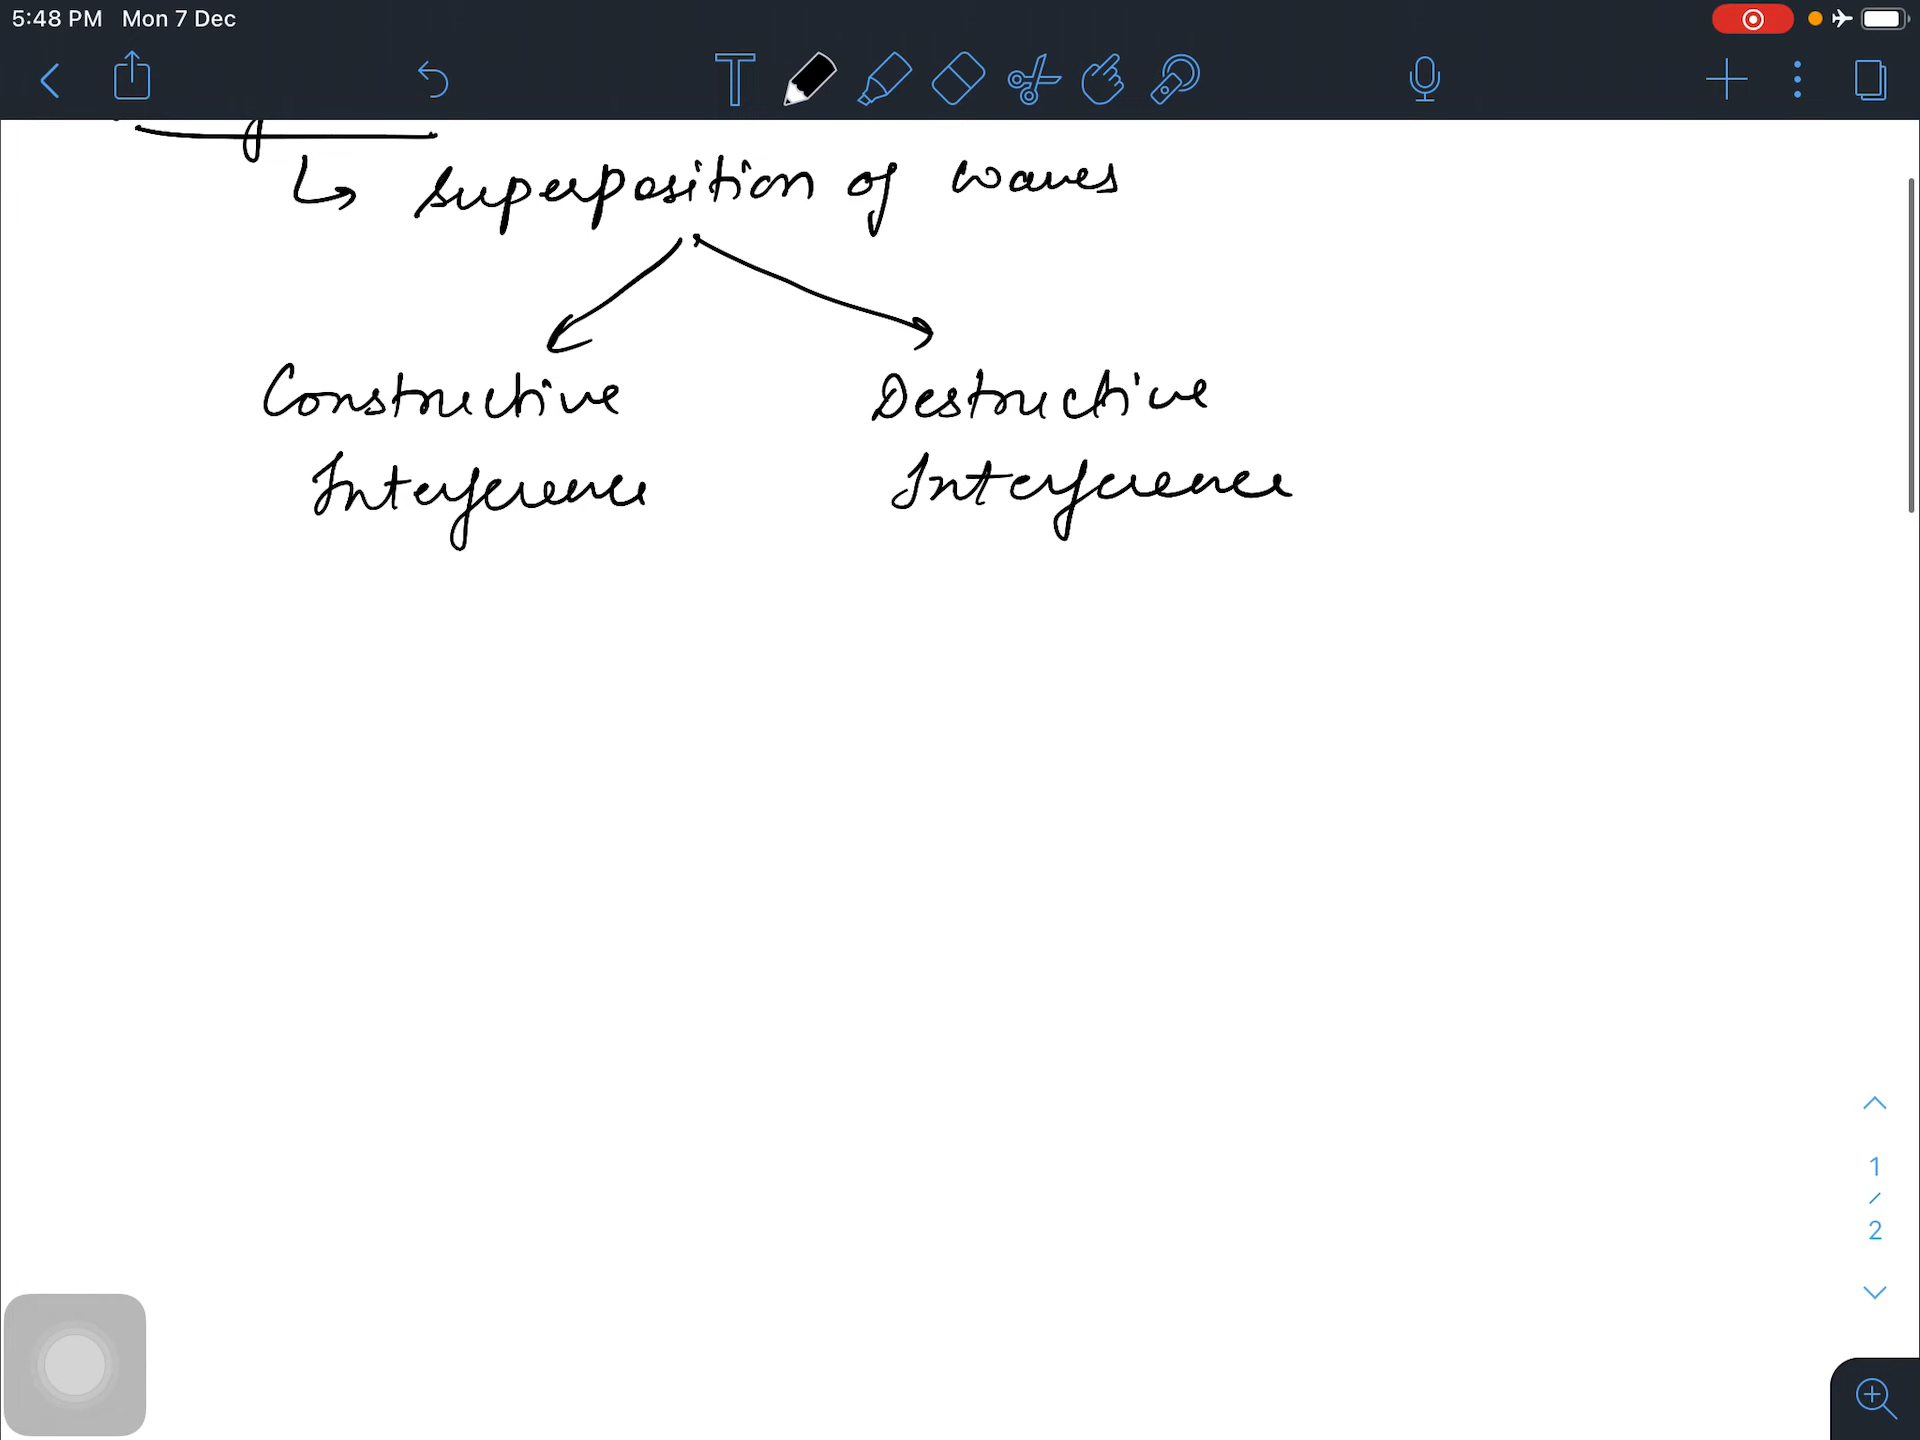 5:48 PM Mon 7 Dec
T
↳ superposition of waves
Constructive Destructive
Interference Interference
1
/
2